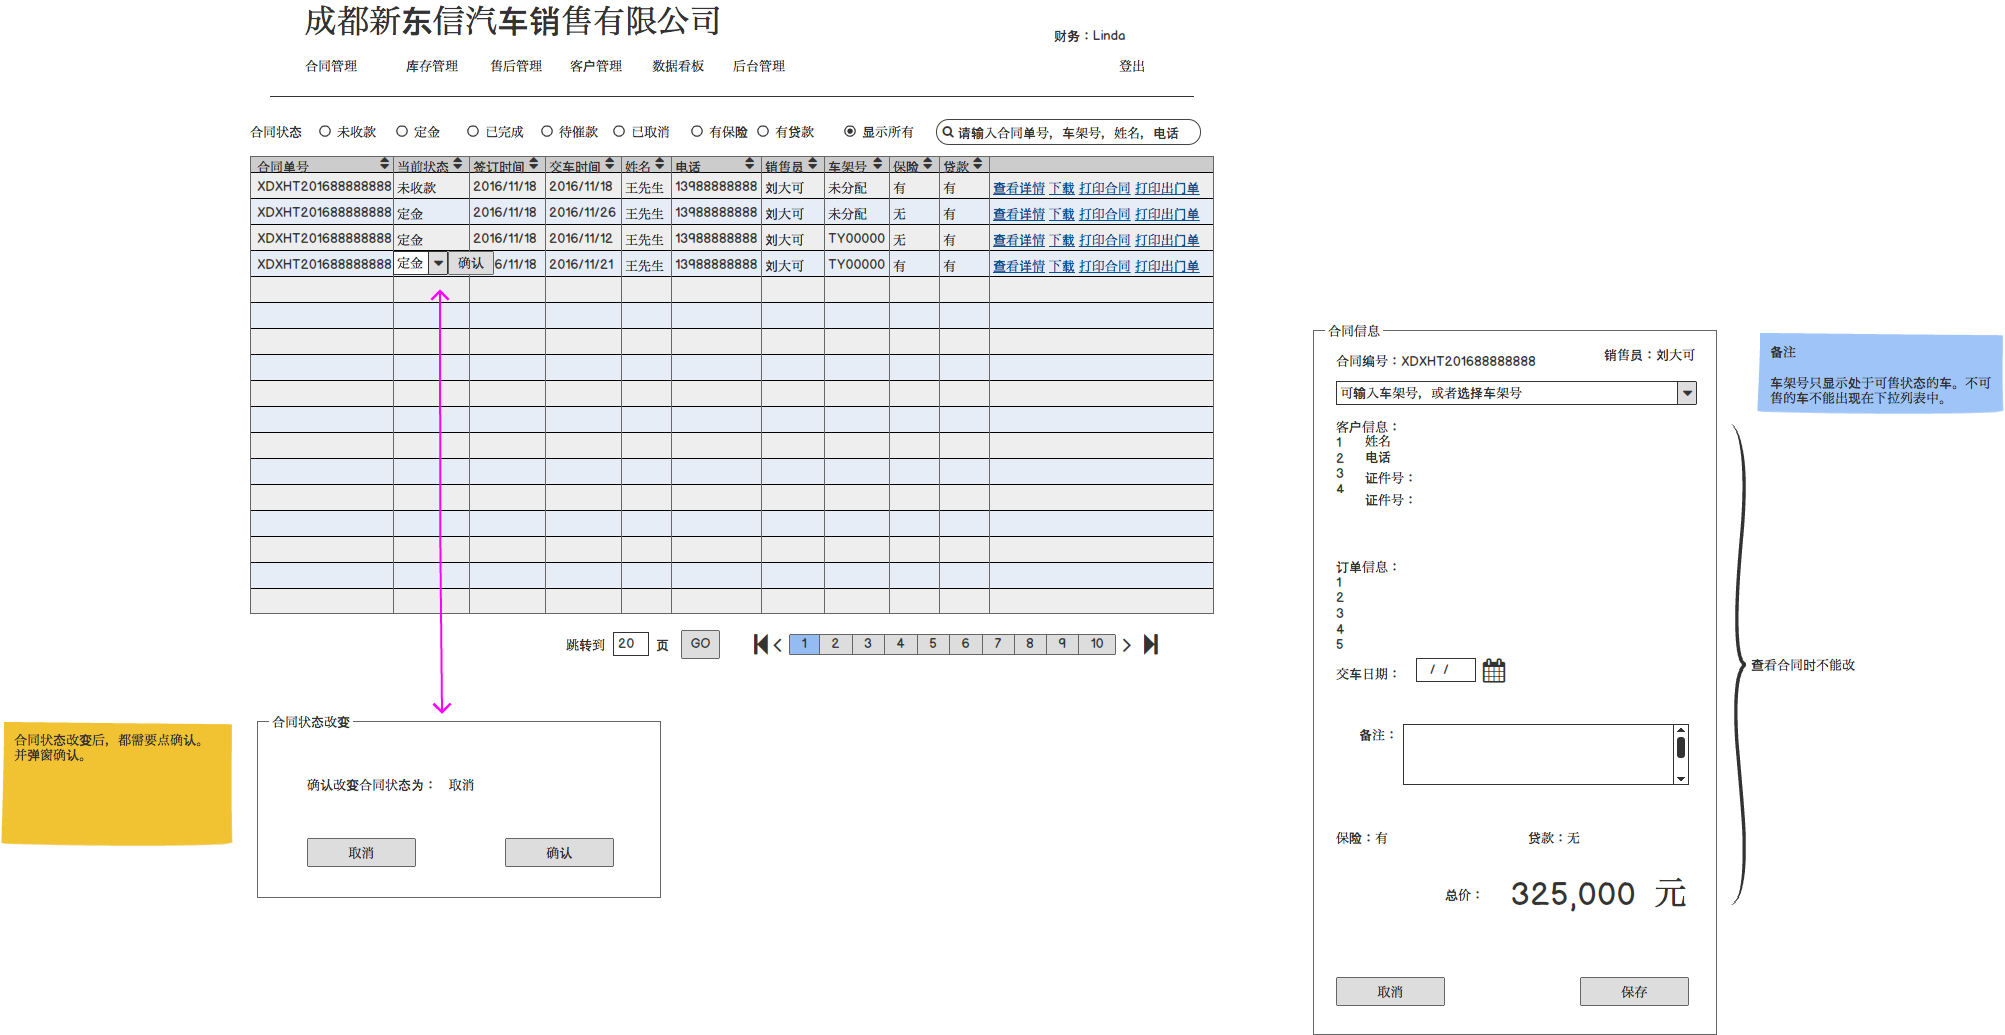 成都新东信汽车销售有限公司
财务：Linda
合同管理 库存管理 售后管理 客户管理 数据看板 后台管理 登出
合同状态 未收款 定金 已完成 待催款 已取消 有保险 有贷款 显示所有 请输入合同单号，车架号，姓名，电话
合同单号 当前状态 签订时间 交车时间 姓名 电话 销售员 车架号 保险 贷款
XDXHT201688888888 未收款 2016/11/18 2016/11/18 王先生 13988888888 刘大可 未分配 有 有 查看详情 下载 打印合同 打印出门单
XDXHT201688888888 定金 2016/11/18 2016/11/26 王先生 13988888888 刘大可 未分配 无 有 查看详情 下载 打印合同 打印出门单
XDXHT201688888888 定金 2016/11/18 2016/11/12 王先生 13988888888 刘大可 TY00000 无 有 查看详情 下载 打印合同 打印出门单
XDXHT201688888888 定金 确认 6/11/18 2016/11/21 王先生 13988888888 刘大可 TY00000 有 有 查看详情 下载 打印合同 打印出门单
跳转到 20 页 GO 1 2 3 4 5 6 7 8 9 10
合同状态改变后，都需要点确认。
并弹窗确认。
合同状态改变
确认改变合同状态为： 取消
取消 确认
合同信息
合同编号：XDXHT201688888888 销售员：刘大可
可输入车架号，或者选择车架号
客户信息：
1 姓名
2 电话
3 证件号：
4 证件号：
订单信息：
1
2
3
4
5
交车日期： / /
备注：
保险：有 贷款：无
总价： 325,000 元
取消 保存
备注
车架号只显示处于可售状态的车。不可
售的车不能出现在下拉列表中。
查看合同时不能改